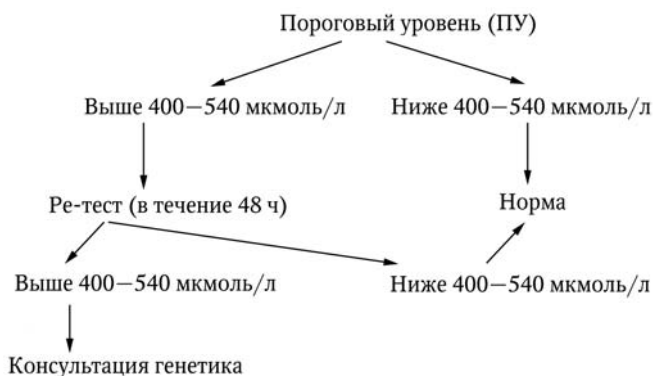 Пороговый уровень (ПУ)
Выше 400—540 мкмоль/л
Ниже 400—540 мкмоль/л
Ре-тест (в течение 48 ч)
Норма
Выше 400—540 мкмоль/л
Ниже 400—540 мкмоль/л
Консультация генетика